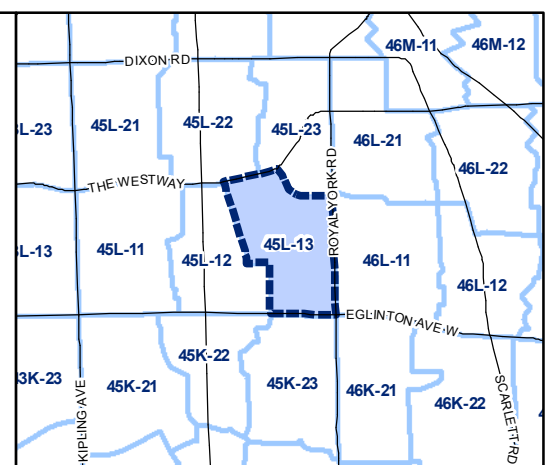 46M-11
46M-12
DIXON RD
3L-23
45L-21
45L-22
45L-23
46L-21
46L-22
THE WESTWAY
ROYAL YORK RD
3L-13
45L-11
45L-12
45L-13
46L-11
46L-12
EGLINTON AVE W
45K-22
3K-23
45K-21
45K-23
46K-21
46K-22
KIPLING AVE
SCARLETT RD